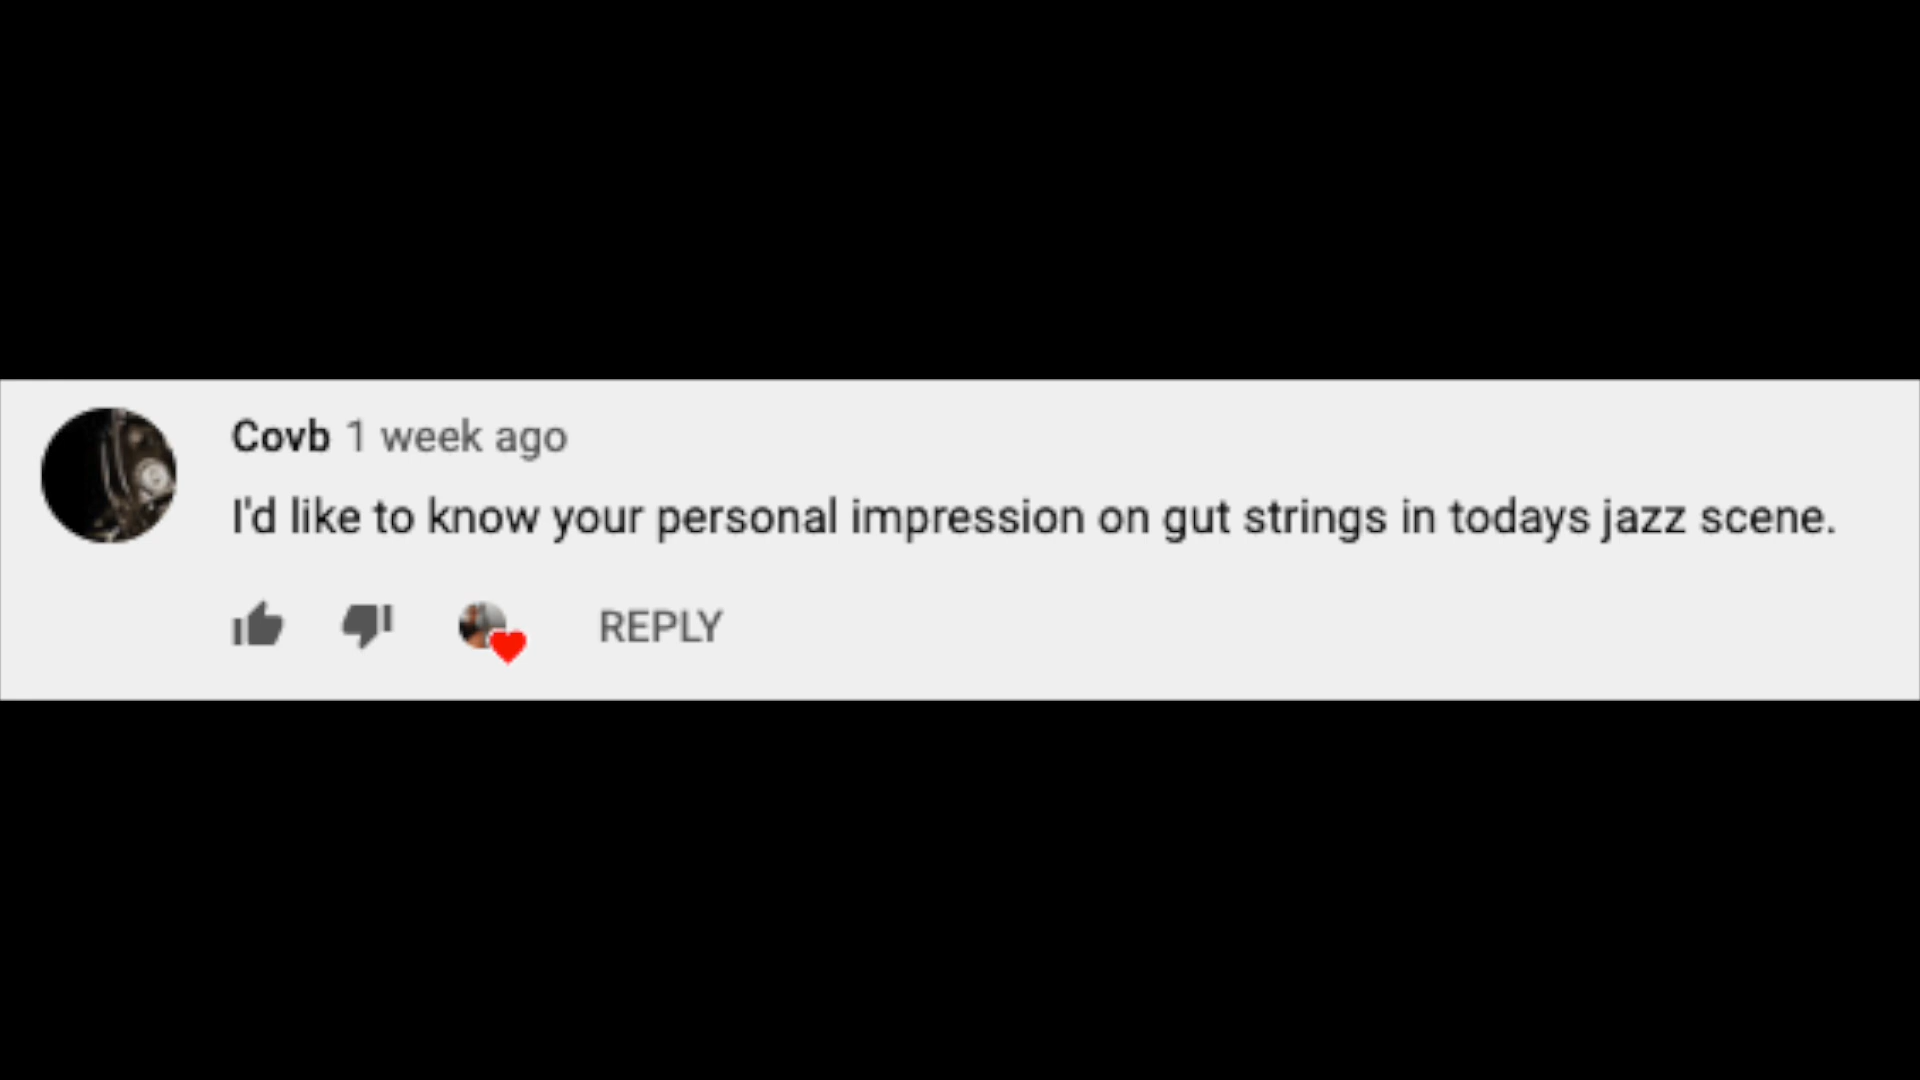 Covb 1 week ago
I'd like to know your personal impression on gut strings in todays jazz scene.
REPLY